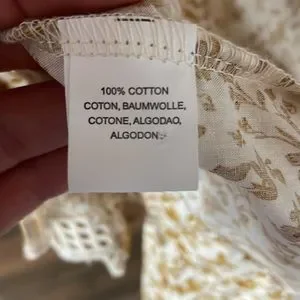 100% COTTON
COTON, BAUMWOLLE,
COTONE, ALGODAO,
ALGODON